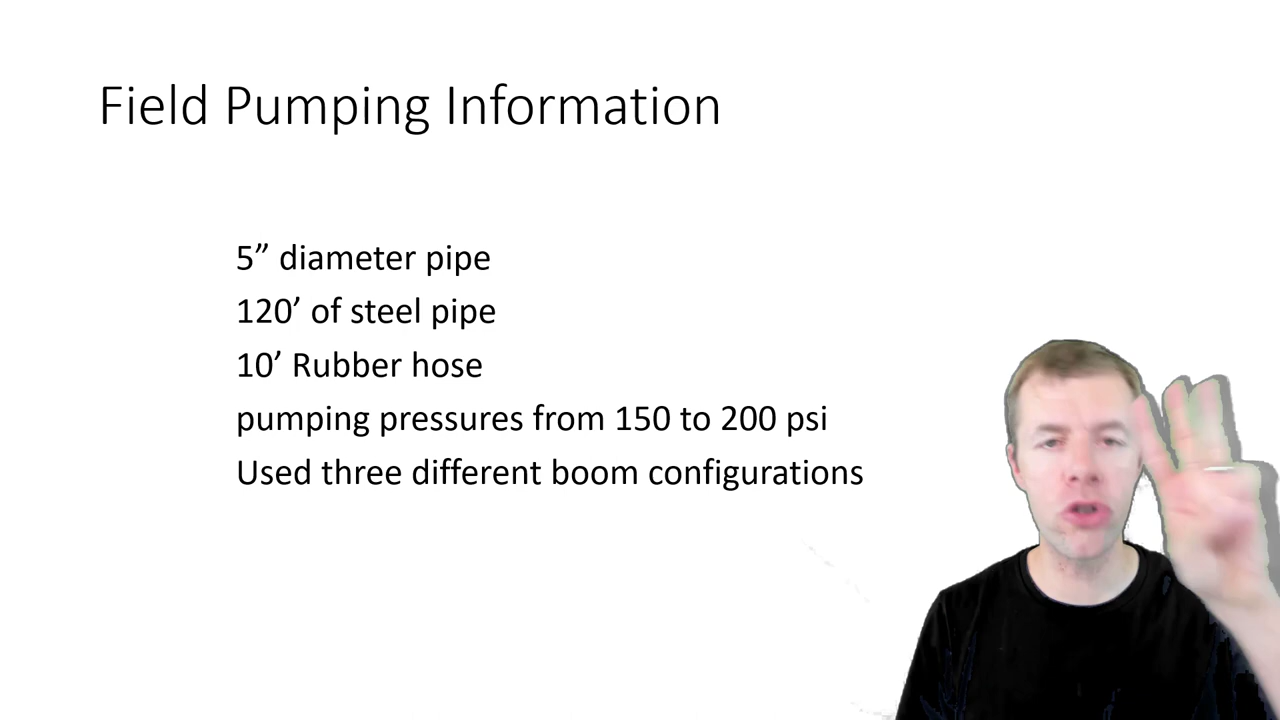 Field Pumping Information
5” diameter pipe
120’ of steel pipe
10’ Rubber hose
pumping pressures from 150 to 200 psi
Used three different boom configurations